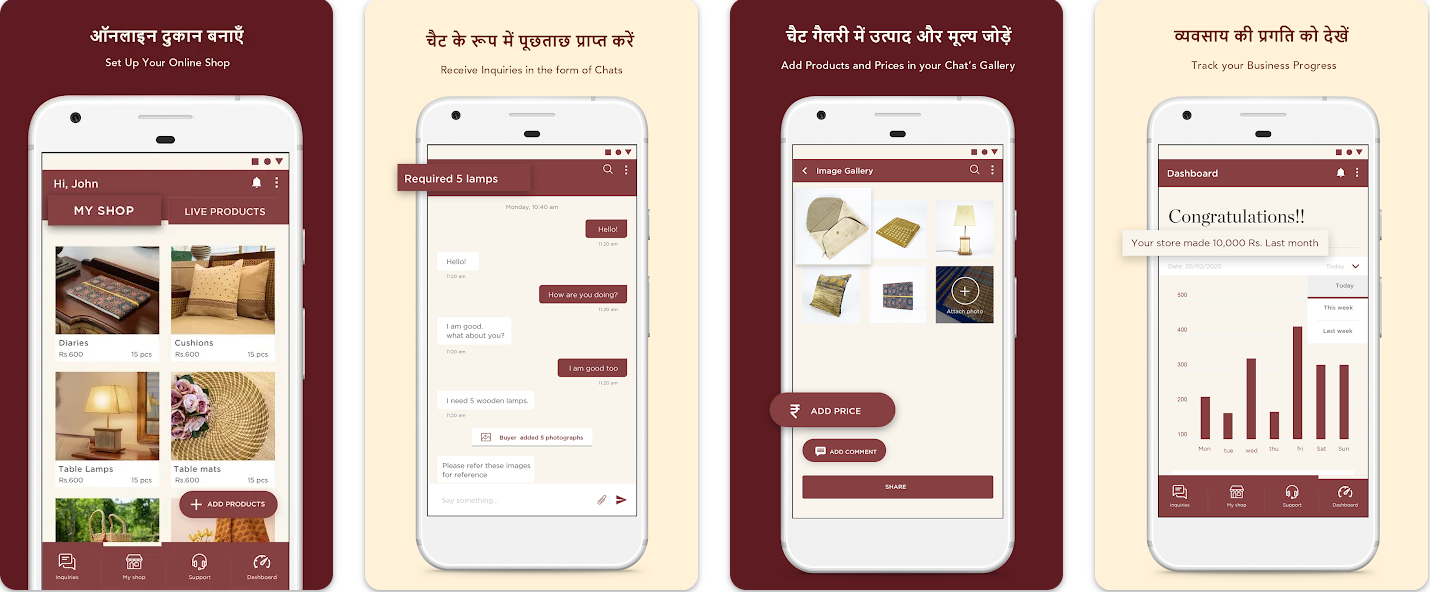 ऑनलाइन दुकान बनाएँ
Set Up Your Online Shop
Hi, John
MY SHOP
LIVE PRODUCTS
Diaries
Rs.600 15 pcs
Cushions
Rs.600 15 pcs
Table Lamps
Rs.600 15 pcs
Table mats
Rs.600 15 pcs
ADD PRODUCTS
Inquiries
My shop
Support
Dashboard
चैट के रूप में पूछताछ प्राप्त करें
Receive Inquiries in the form of Chats
Required 5 lamps
Monday, 10:40 am
Hello!
11:20 am
Hello!
11:20 am
How are you doing?
11:20 am
I am good.
what about you?
11:20 am
I am good too
11:20 am
I need 5 wooden lamps.
11:20 am
Buyer added 5 photographs
Please refer these images
for reference
Say something...
चैट गैलरी में उत्पाद और मूल्य जोड़ें
Add Products and Prices in your Chat's Gallery
Image Gallery
Attach photo
₹ ADD PRICE
ADD COMMENT
SHARE
व्यवसाय की प्रगति को देखें
Track your Business Progress
Dashboard
Congratulations!!
Your store made 10,000 Rs. Last month
Date: 20/02/2020
Today
Today
This week
Last week
500
400
300
200
100
Mon tue wed thu fri Sat Sun
Inquiries
My shop
Support
Dashboard